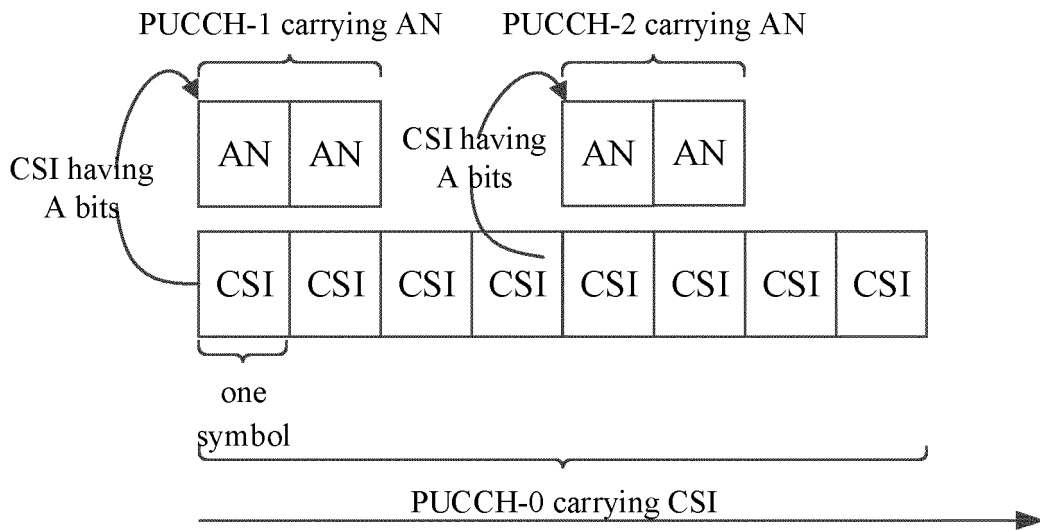 PUCCH-1 carrying AN
PUCCH-2 carrying AN
AN
AN
AN
AN
CSI having
A bits
CSI having
A bits
CSI
CSI
CSI
CSI
CSI
CSI
CSI
CSI
one
symbol
PUCCH-0 carrying CSI